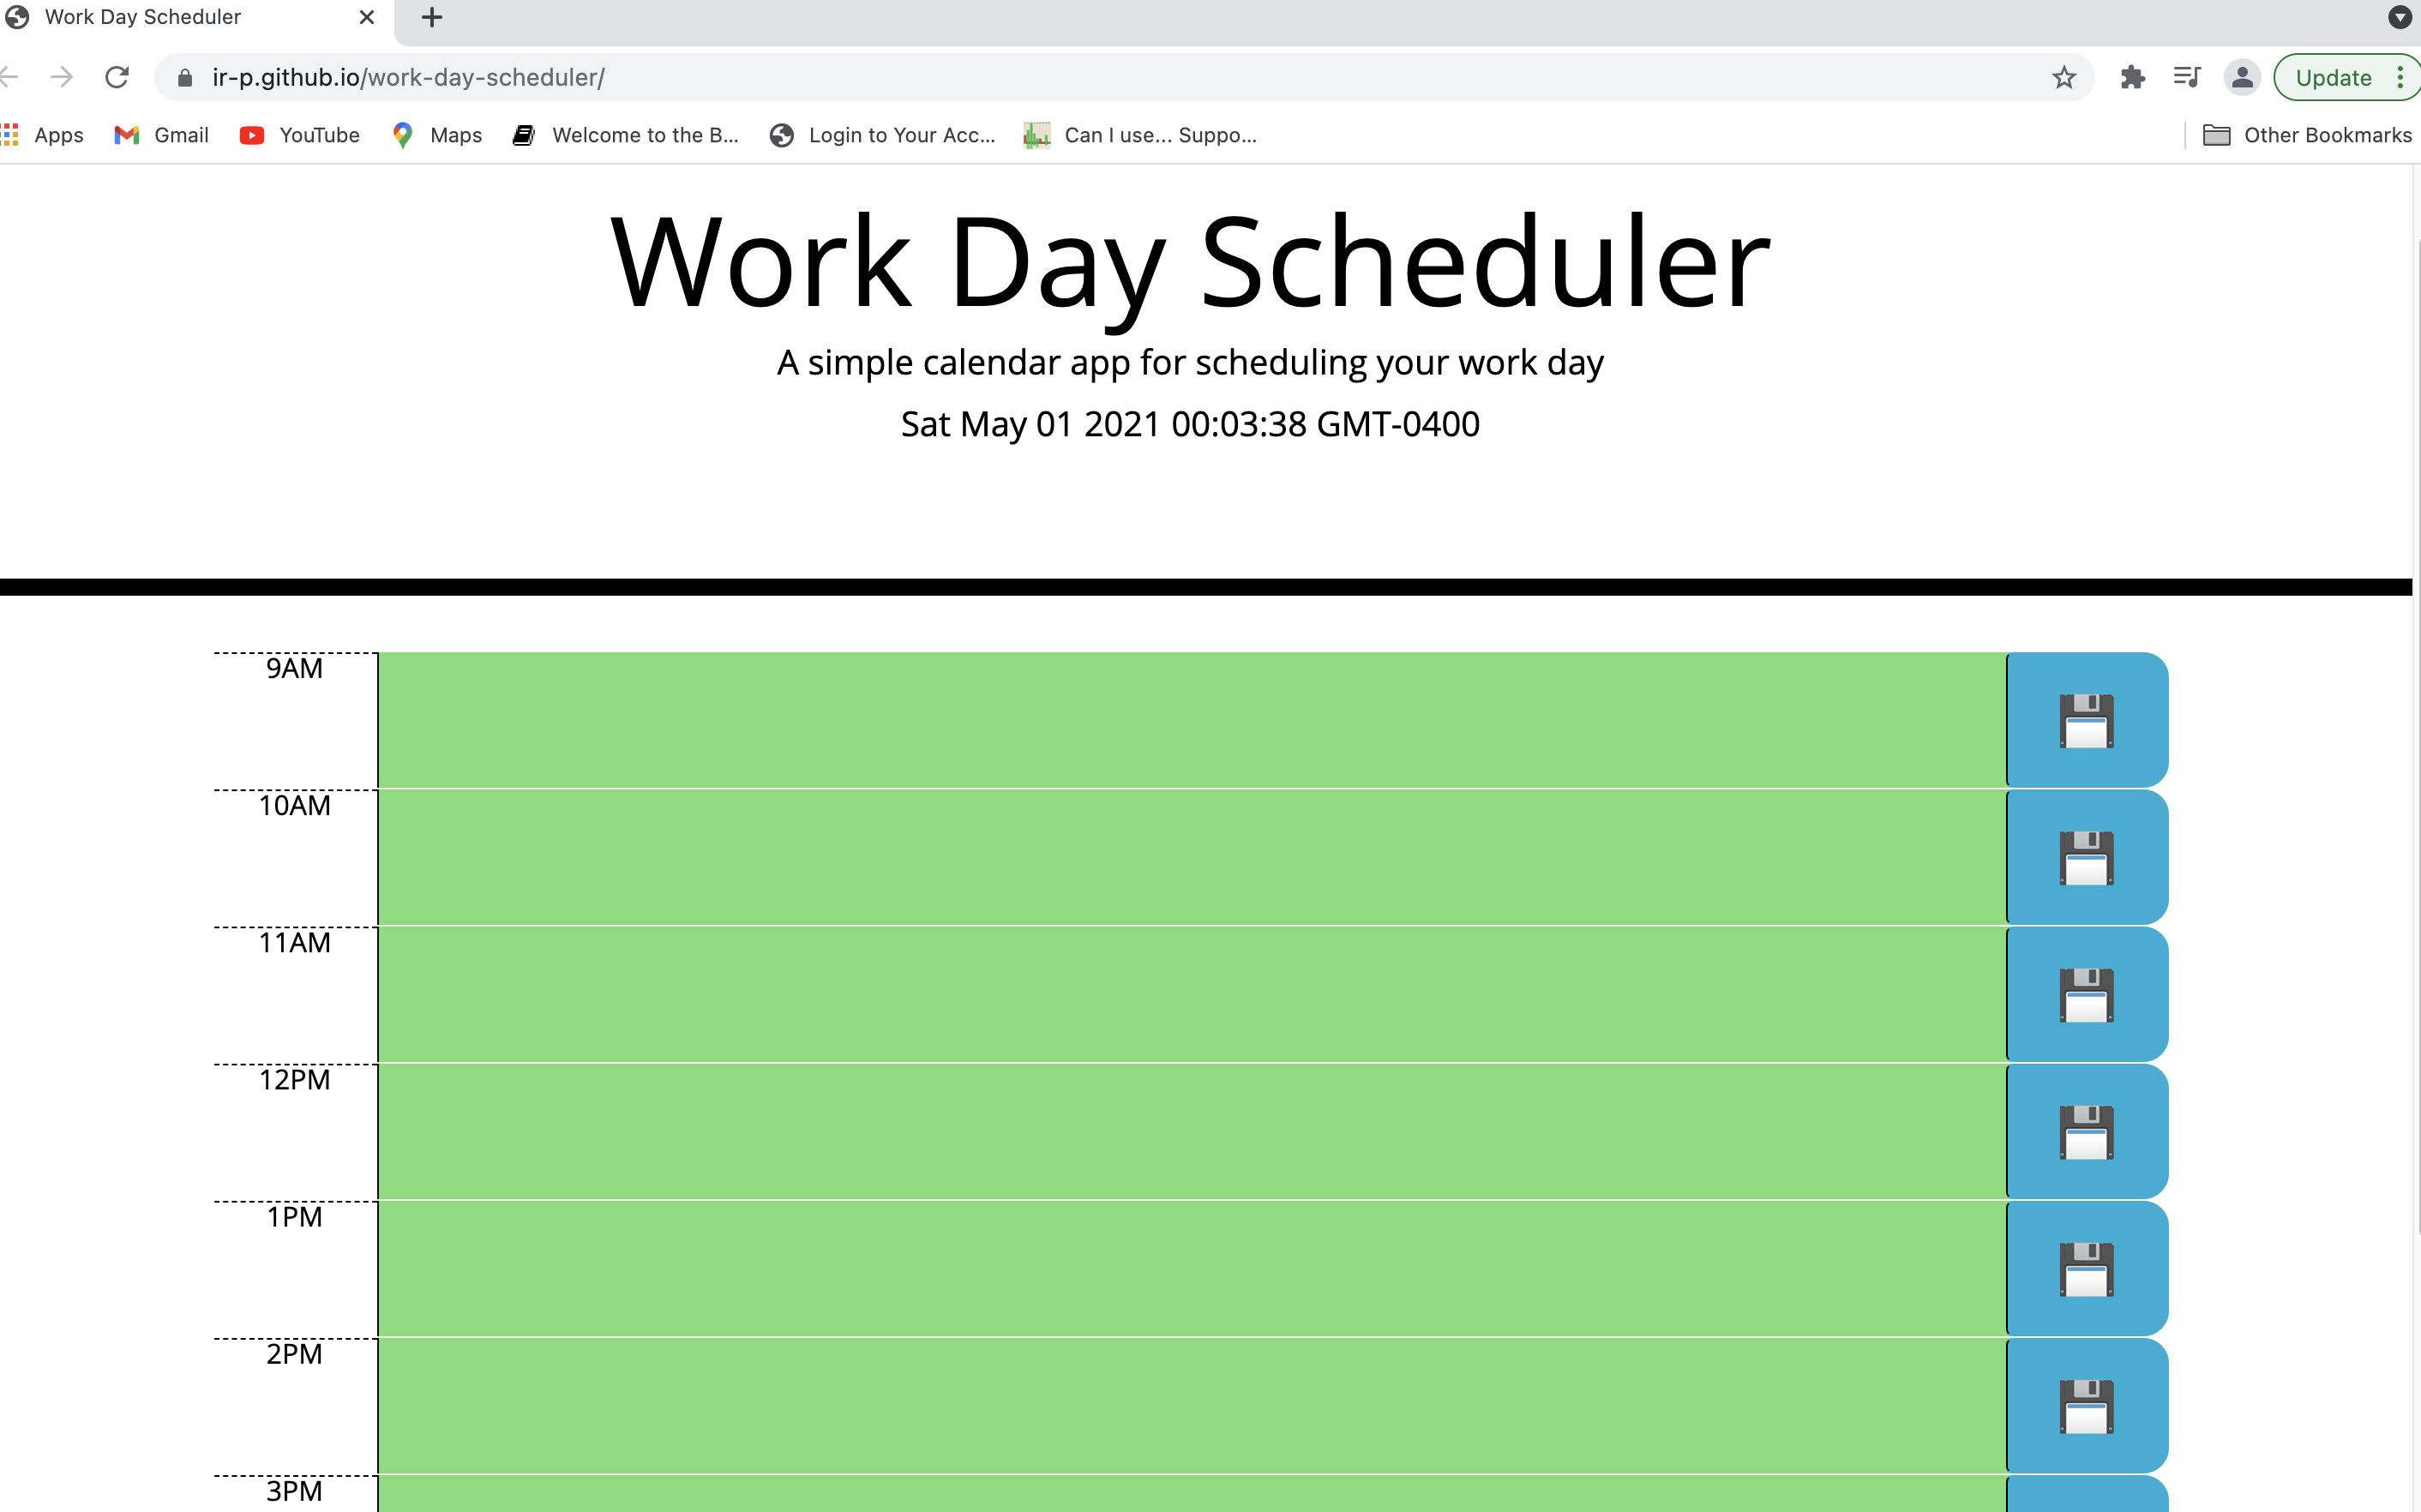 Work Day Scheduler
ir-p.github.io/work-day-scheduler/
Update
Apps Gmail YouTube Maps Welcome to the B... Login to Your Acc... Can I use... Suppo... Other Bookmarks
Work Day Scheduler
A simple calendar app for scheduling your work day
Sat May 01 2021 00:03:38 GMT-0400
9AM
10AM
11AM
12PM
1PM
2PM
3PM